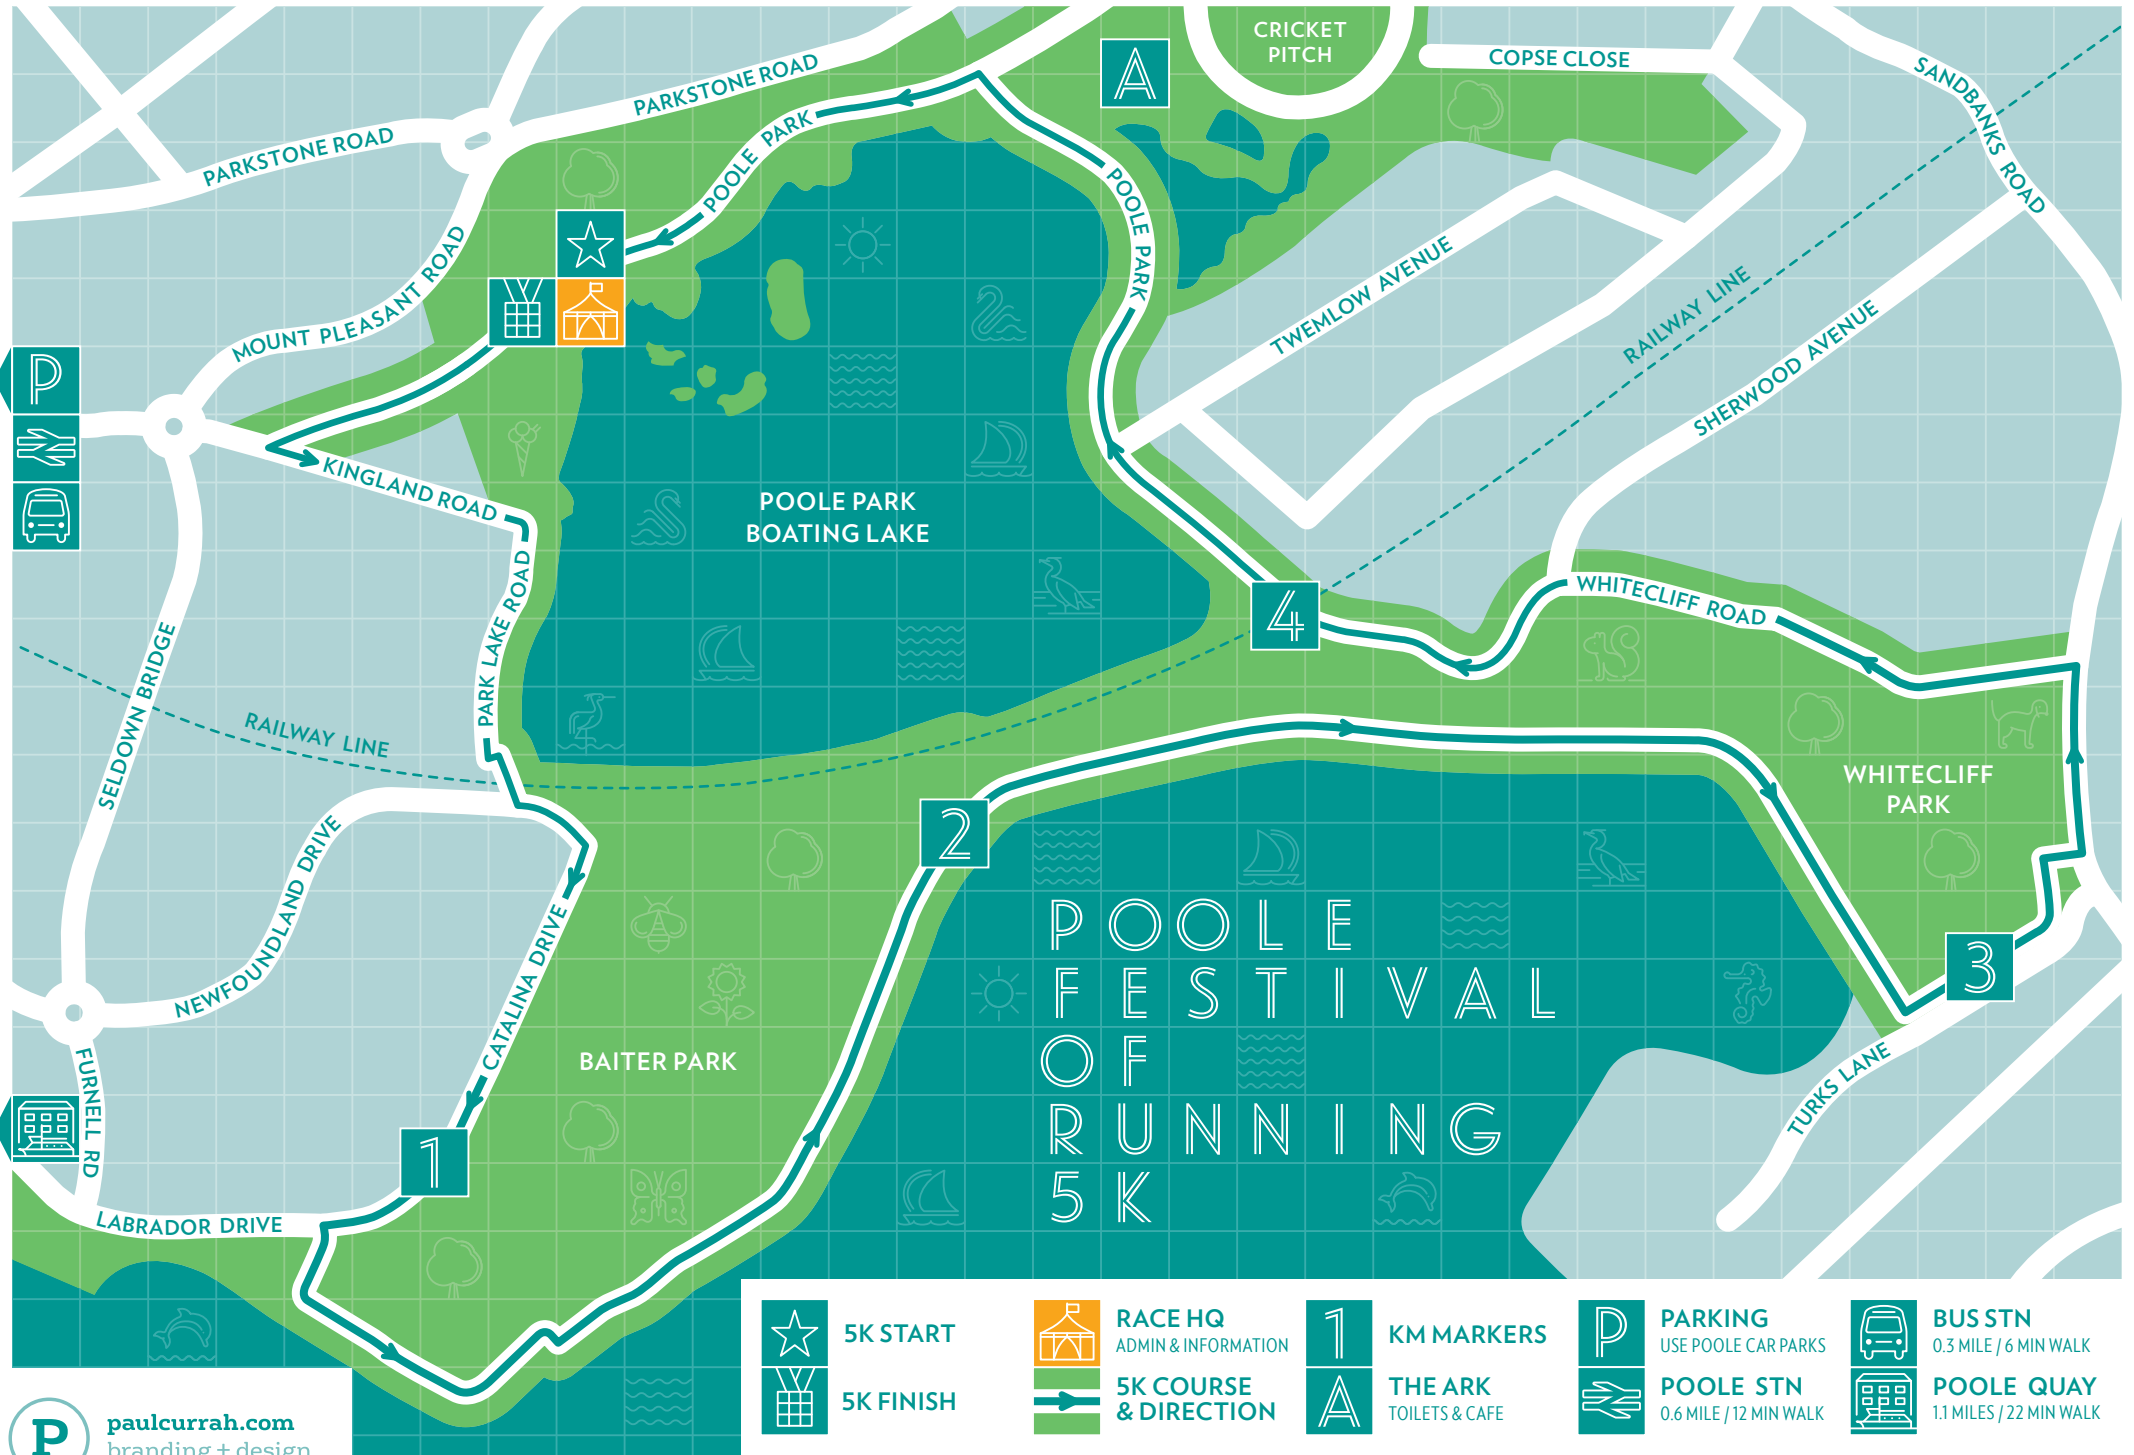 CRICKET
PITCH
COPSE CLOSE
SANDBANKS ROAD
PARKSTONE ROAD
PARKSTONE ROAD
A
POOLE PARK
POOLE PARK
MOUNT PLEASANT ROAD
TWEMLOW AVENUE
RAILWAY LINE
SHERWOOD AVENUE
P
KINGLAND ROAD
POOLE PARK
BOATING LAKE
PARK LAKE ROAD
4
WHITECLIFF ROAD
SELDOWN BRIDGE
RAILWAY LINE
WHITECLIFF
PARK
NEWFOUNDLAND DRIVE
2
CATALINA DRIVE
3
POOLE
FESTIVAL
OF
RUNNING
5K
BAITER PARK
FURNELL RD
TURKS LANE
1
LABRADOR DRIVE
5K START
5K FINISH
RACE HQ
ADMIN & INFORMATION
5K COURSE
& DIRECTION
1
KM MARKERS
A
THE ARK
TOILETS & CAFE
P
PARKING
USE POOLE CAR PARKS
POOLE STN
0.6 MILE / 12 MIN WALK
BUS STN
0.3 MILE / 6 MIN WALK
POOLE QUAY
1.1 MILES / 22 MIN WALK
P
paulcurrah.com
branding + design